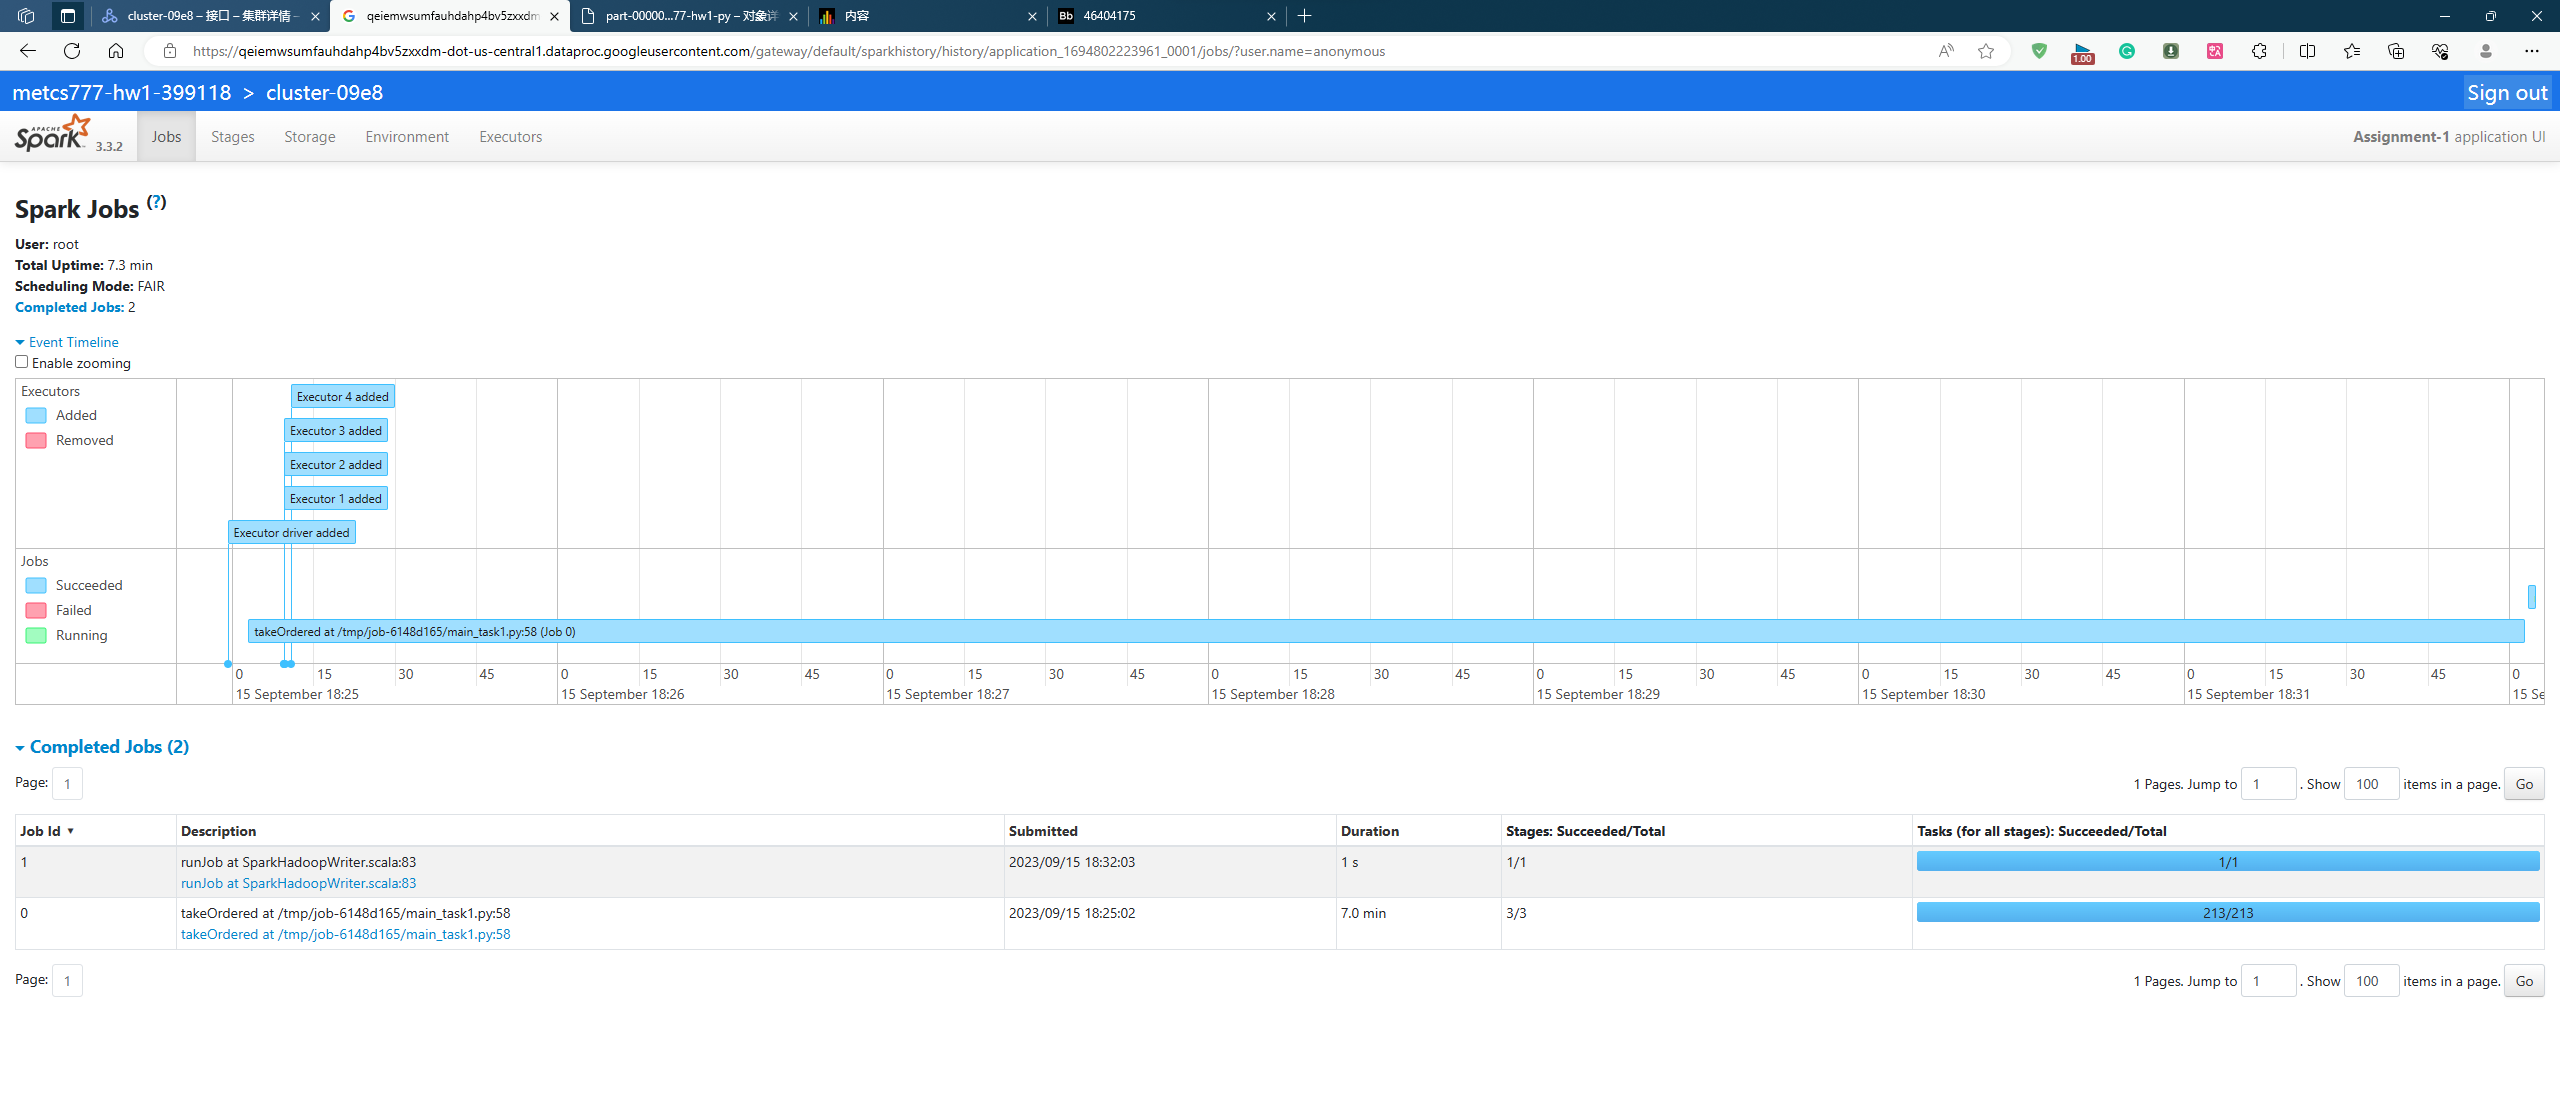 cluster-09e8 – 接口 – 集群详情 –
qeiemwsumfauhdahp4bv5zxxdm
part-00000...77-hw1-py – 对象详
内容
Bb 46404175
https://qeiemwsumfauhdahp4bv5zxxdm-dot-us-central1.dataproc.googleusercontent.com/gateway/default/sparkhistory/history/application_1694802223961_0001/jobs/?user.name=anonymous
1.00
metcs777-hw1-399118 > cluster-09e8
Sign out
APACHE
Spark 3.3.2
Jobs
Stages
Storage
Environment
Executors
Assignment-1 application UI
Spark Jobs (?)
User: root
Total Uptime: 7.3 min
Scheduling Mode: FAIR
Completed Jobs: 2
Event Timeline
Enable zooming
Executors
Added
Removed
Executor 4 added
Executor 3 added
Executor 2 added
Executor 1 added
Executor driver added
Jobs
Succeeded
Failed
Running
takeOrdered at /tmp/job-6148d165/main_task1.py:58 (Job 0)
0 15 30 45 0 15 30 45 0 15 30 45 0 15 30 45 0 15 30 45 0 15 30 45 0 15 30 45 0
15 September 18:25 15 September 18:26 15 September 18:27 15 September 18:28 15 September 18:29 15 September 18:30 15 September 18:31 15 Se
Completed Jobs (2)
Page: 1
1 Pages. Jump to 1 . Show 100 items in a page. Go
Job Id ▾ Description Submitted Duration Stages: Succeeded/Total Tasks (for all stages): Succeeded/Total
1 runJob at SparkHadoopWriter.scala:83 2023/09/15 18:32:03 1 s 1/1 1/1
runJob at SparkHadoopWriter.scala:83
0 takeOrdered at /tmp/job-6148d165/main_task1.py:58 2023/09/15 18:25:02 7.0 min 3/3 213/213
takeOrdered at /tmp/job-6148d165/main_task1.py:58
Page: 1
1 Pages. Jump to 1 . Show 100 items in a page. Go